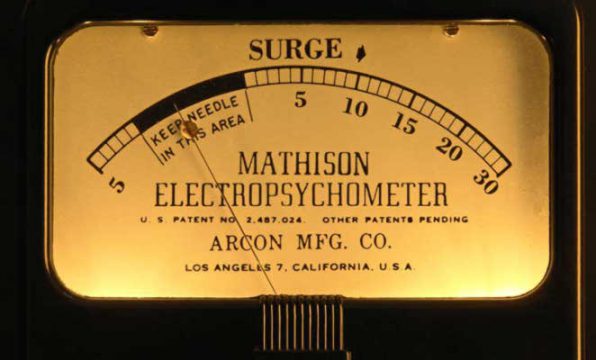 SURGE
5 5 10 15 20 30
KEEP NEEDLE
IN THIS AREA
MATHISON
ELECTROPSYCHOMETER
U. S. PATENT NO. 2,487,024. OTHER PATENTS PENDING
ARCON MFG. CO.
LOS ANGELES 7, CALIFORNIA, U.S.A.